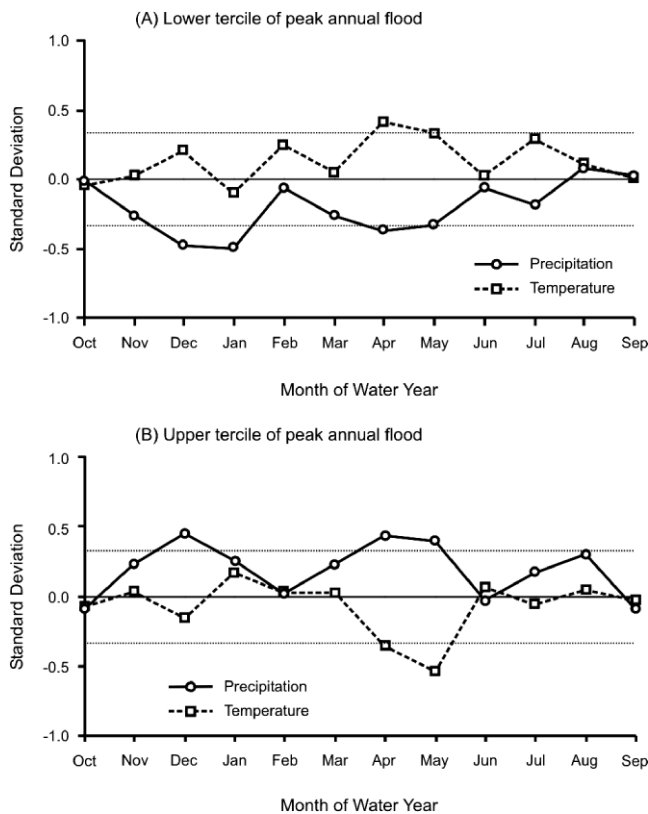 (A) Lower tercile of peak annual flood
1.0
0.5
0.0
-0.5
-1.0
Standard Deviation
Precipitation
Temperature
Oct Nov Dec Jan Feb Mar Apr May Jun Jul Aug Sep
Month of Water Year
(B) Upper tercile of peak annual flood
1.0
0.5
0.0
-0.5
-1.0
Standard Deviation
Precipitation
Temperature
Oct Nov Dec Jan Feb Mar Apr May Jun Jul Aug Sep
Month of Water Year